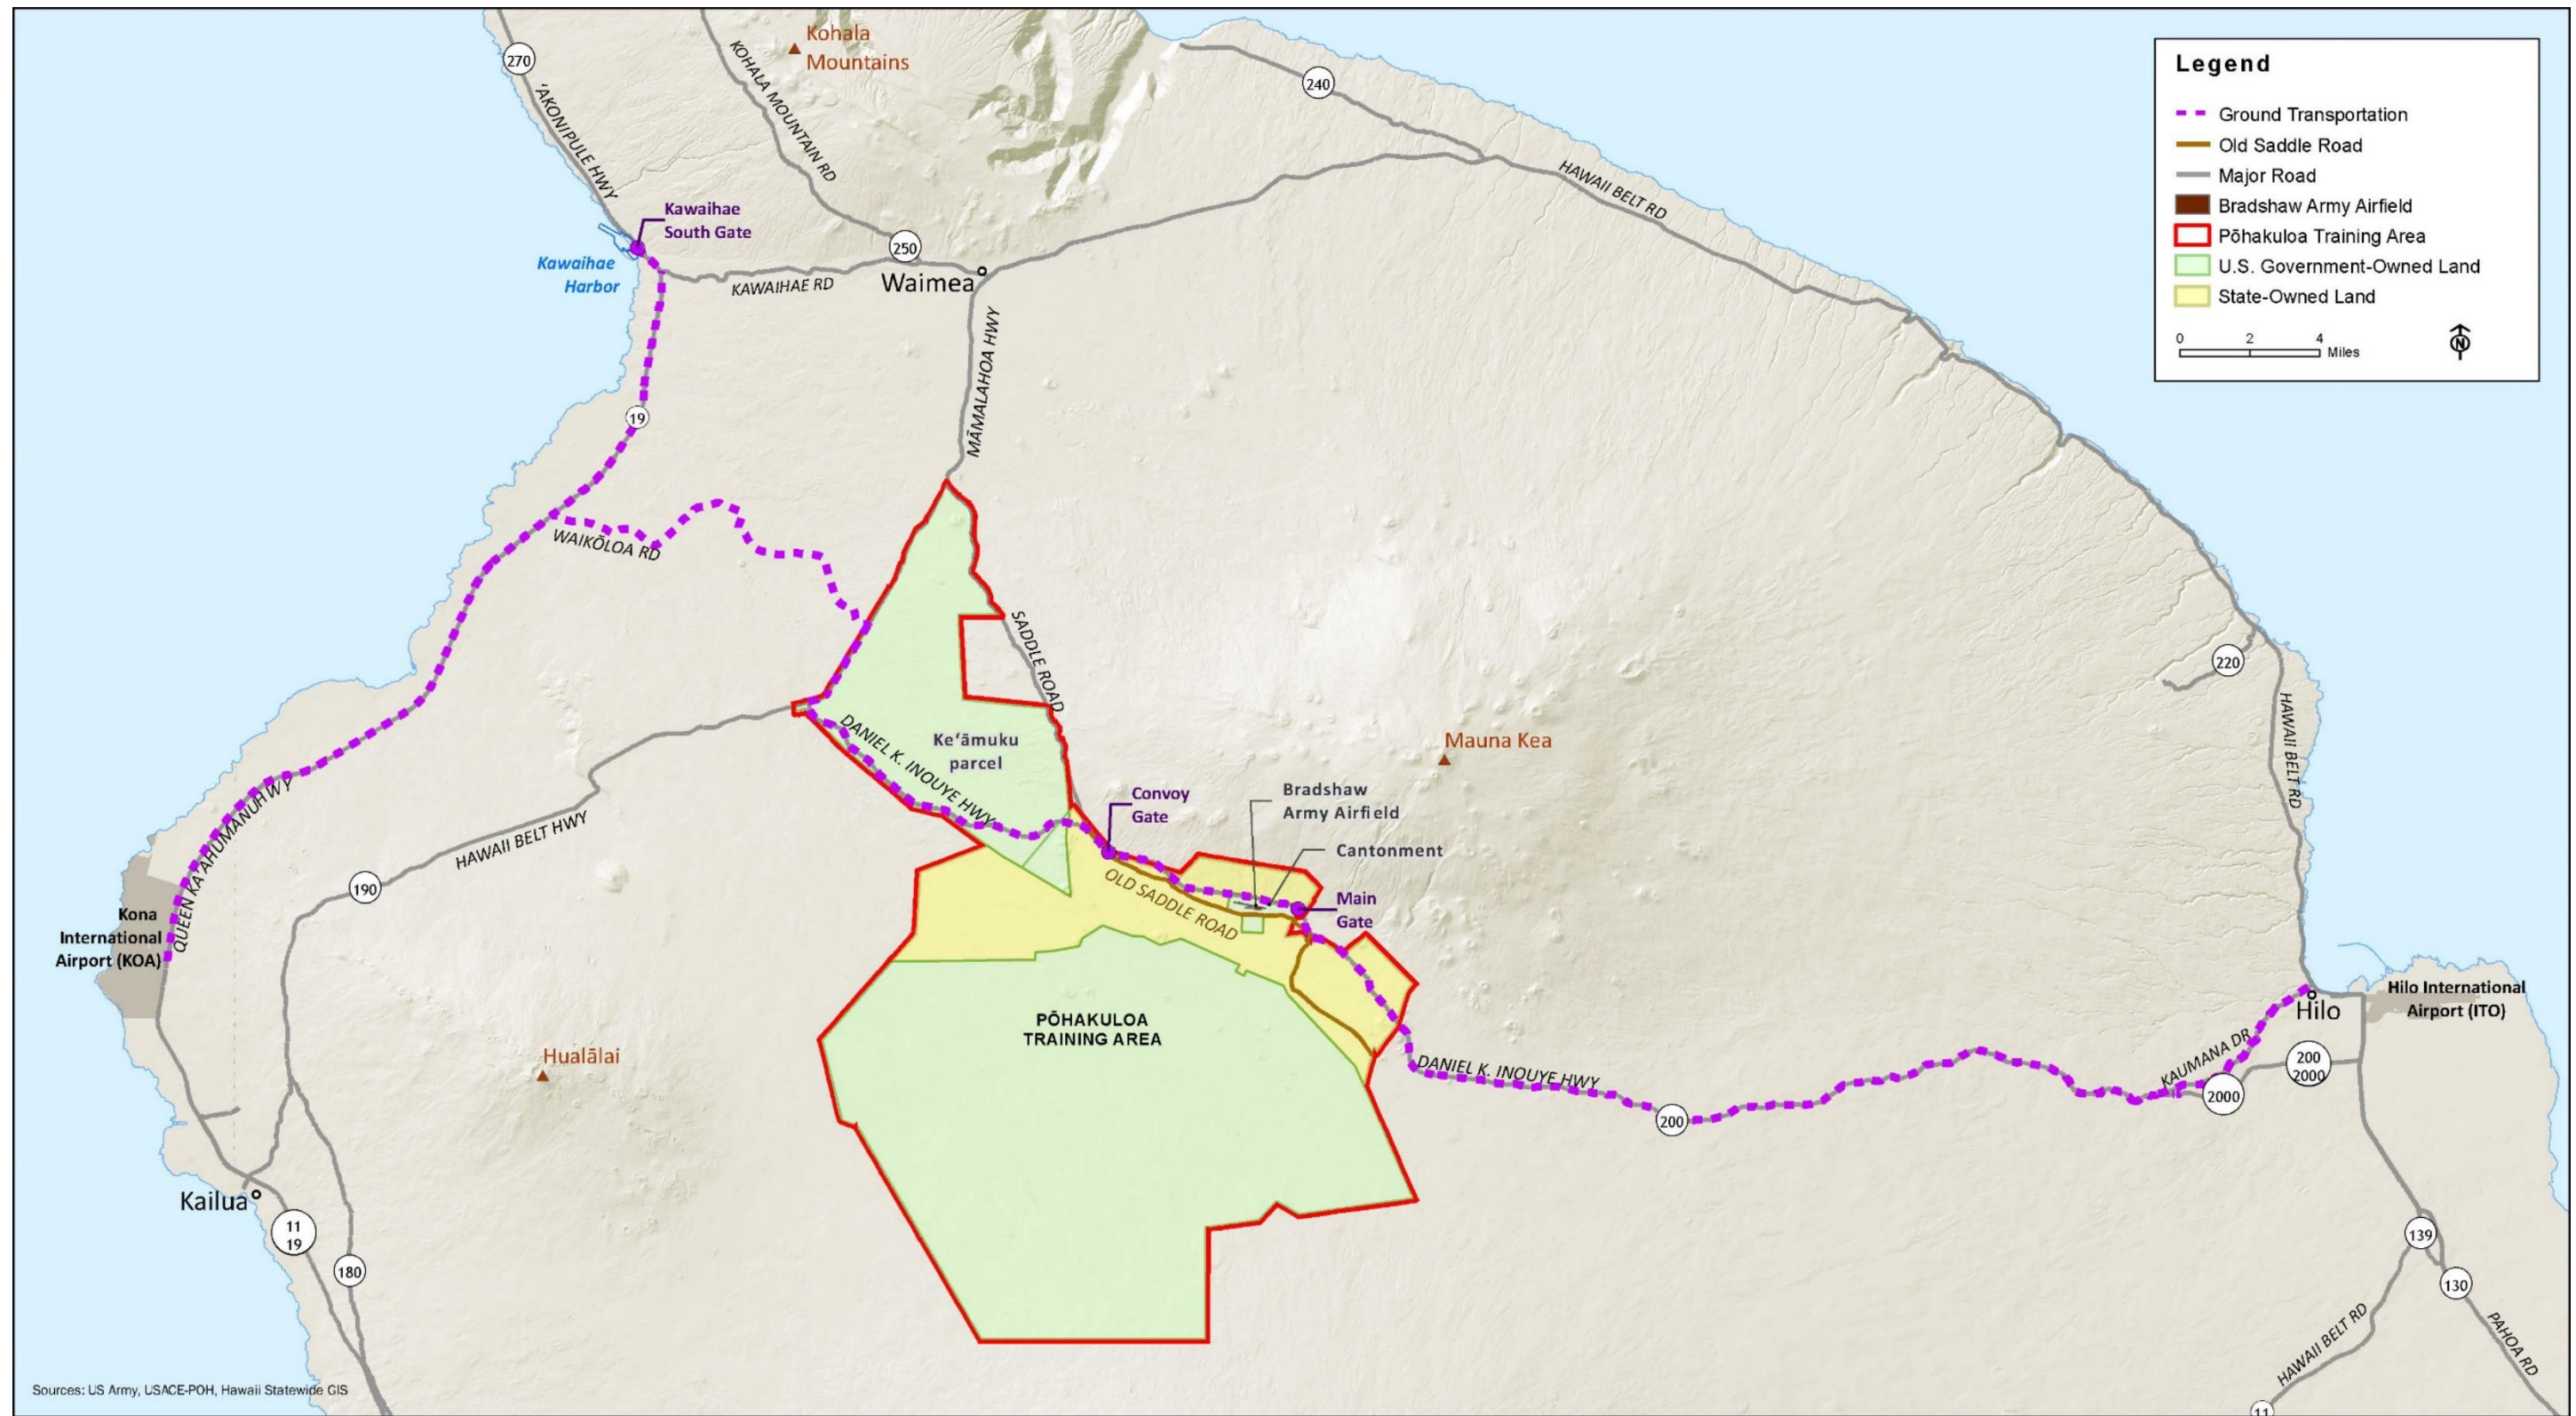 Kohala
Mountains
270
240
'AKONIPULE HWY
KOHALA MOUNTAIN RD
HAWAII BELT RD
Kawaihae
South Gate
250
Kawaihae
Harbor
Waimea
KAWAIHAE RD
MĀMALAHOA HWY
19
WAIKŌLOA RD
SADDLE ROAD
220
HAWAII BELT RD
DANIEL K. INOUYE HWY
Keʻāmuku
parcel
Mauna Kea
Convoy
Gate
Bradshaw
Army Airfield
Cantonment
QUEEN KA AHUMANUHWY
HAWAII BELT HWY
190
OLD SADDLE ROAD
Main
Gate
Kona
International
Airport (KOA)
Hilo International
Airport (ITO)
Hilo
PŌHAKULOA
TRAINING AREA
Hualālai
DANIEL K. INOUYE HWY
KAUMANA DR
200
2000
2000
200
Kailua
11
19
180
139
130
HAWAII BELT RD
PAHOA RD
11
Sources: US Army, USACE-POH, Hawaii Statewide GIS
Legend
Ground Transportation
Old Saddle Road
Major Road
Bradshaw Army Airfield
Pōhakuloa Training Area
U.S. Government-Owned Land
State-Owned Land
0 2 4
Miles
N